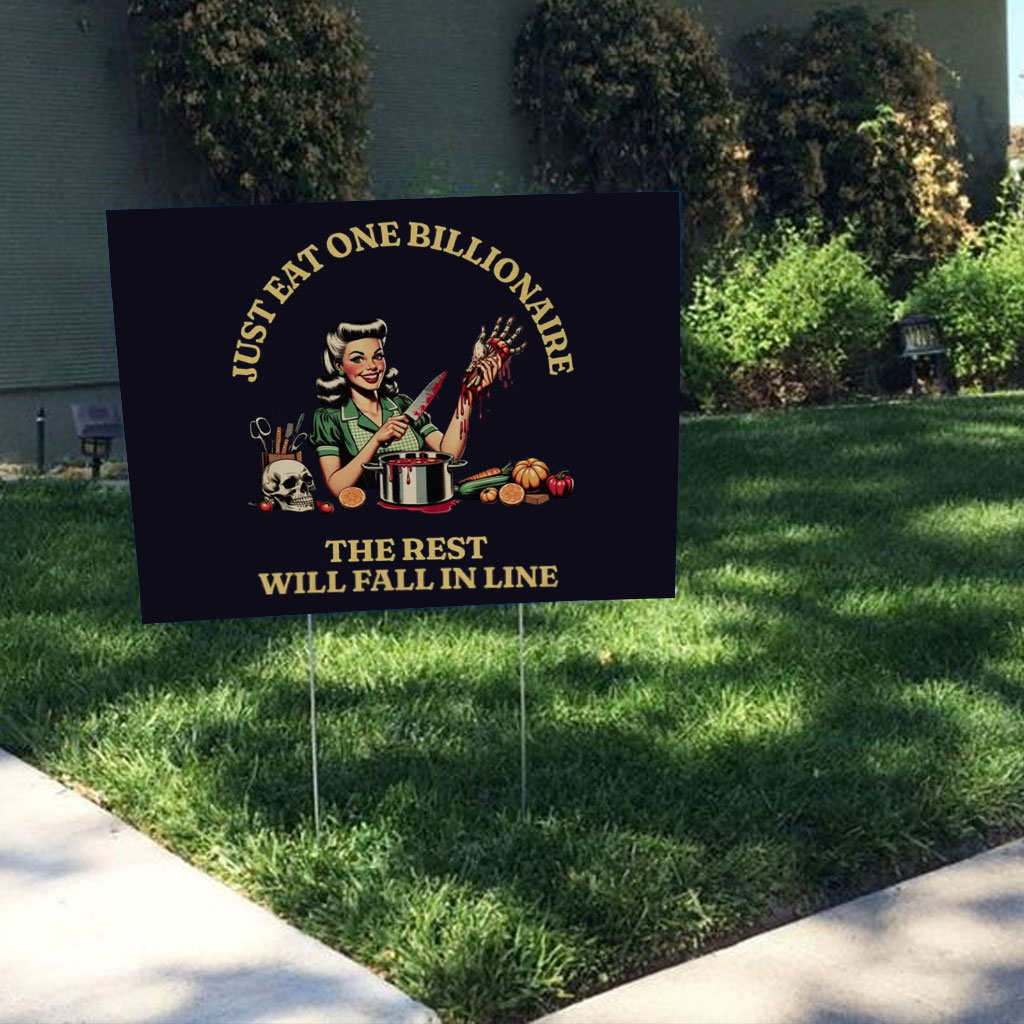 JUST EAT ONE BILLIONAIRE
THE REST
WILL FALL IN LINE